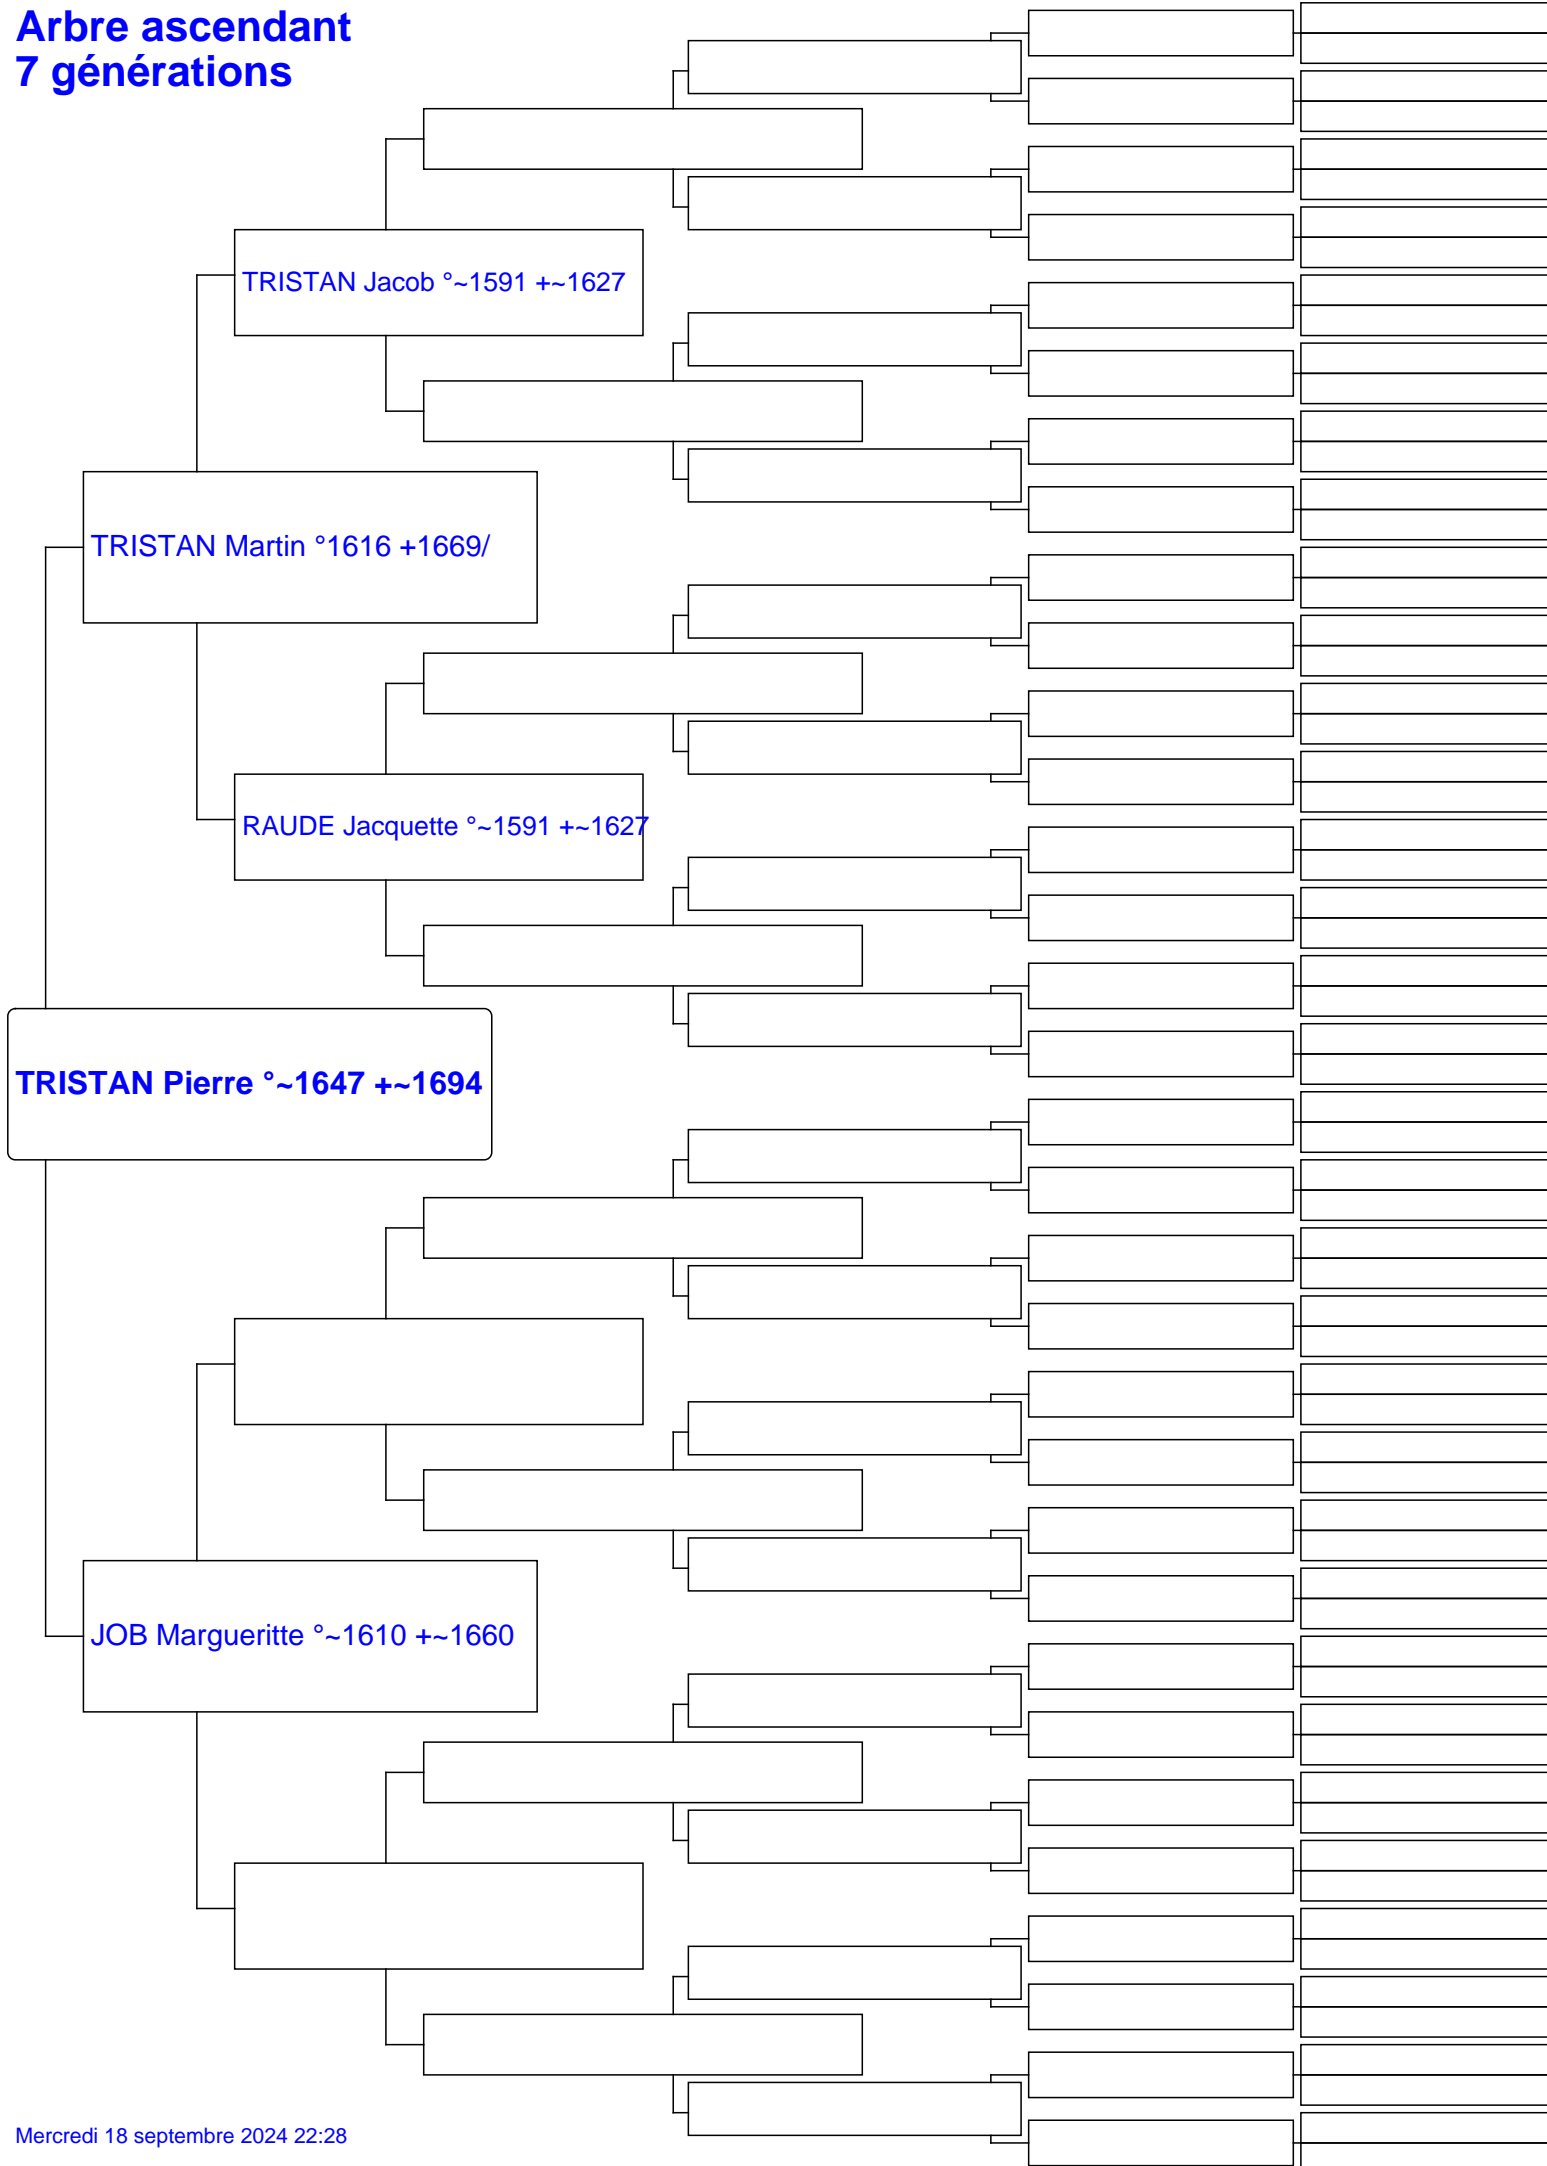 Arbre ascendant
7 générations
TRISTAN Jacob °~1591 +~1627
TRISTAN Martin °1616 +1669/
RAUDE Jacquette °~1591 +~1627
TRISTAN Pierre °~1647 +~1694
JOB Margueritte °~1610 +~1660
Mercredi 18 septembre 2024 22:28